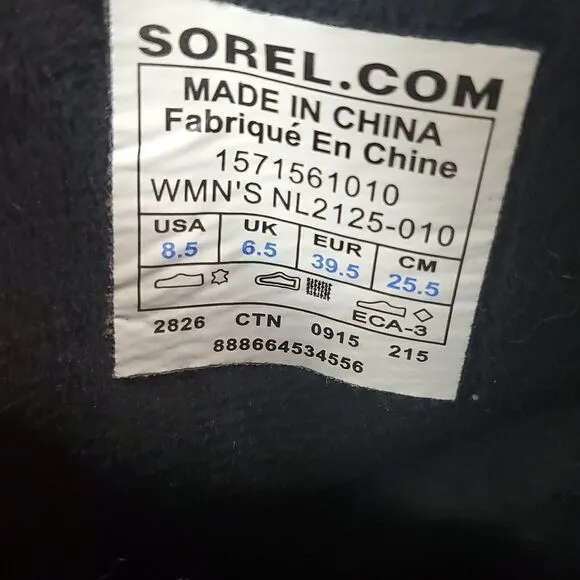 SOREL.COM
MADE IN CHINA
Fabriqué En Chine
1571561010
WMN'S NL2125-010
USA UK EUR CM
8.5 6.5 39.5 25.5
ECA-3
2826 CTN 0915 215
888664534556